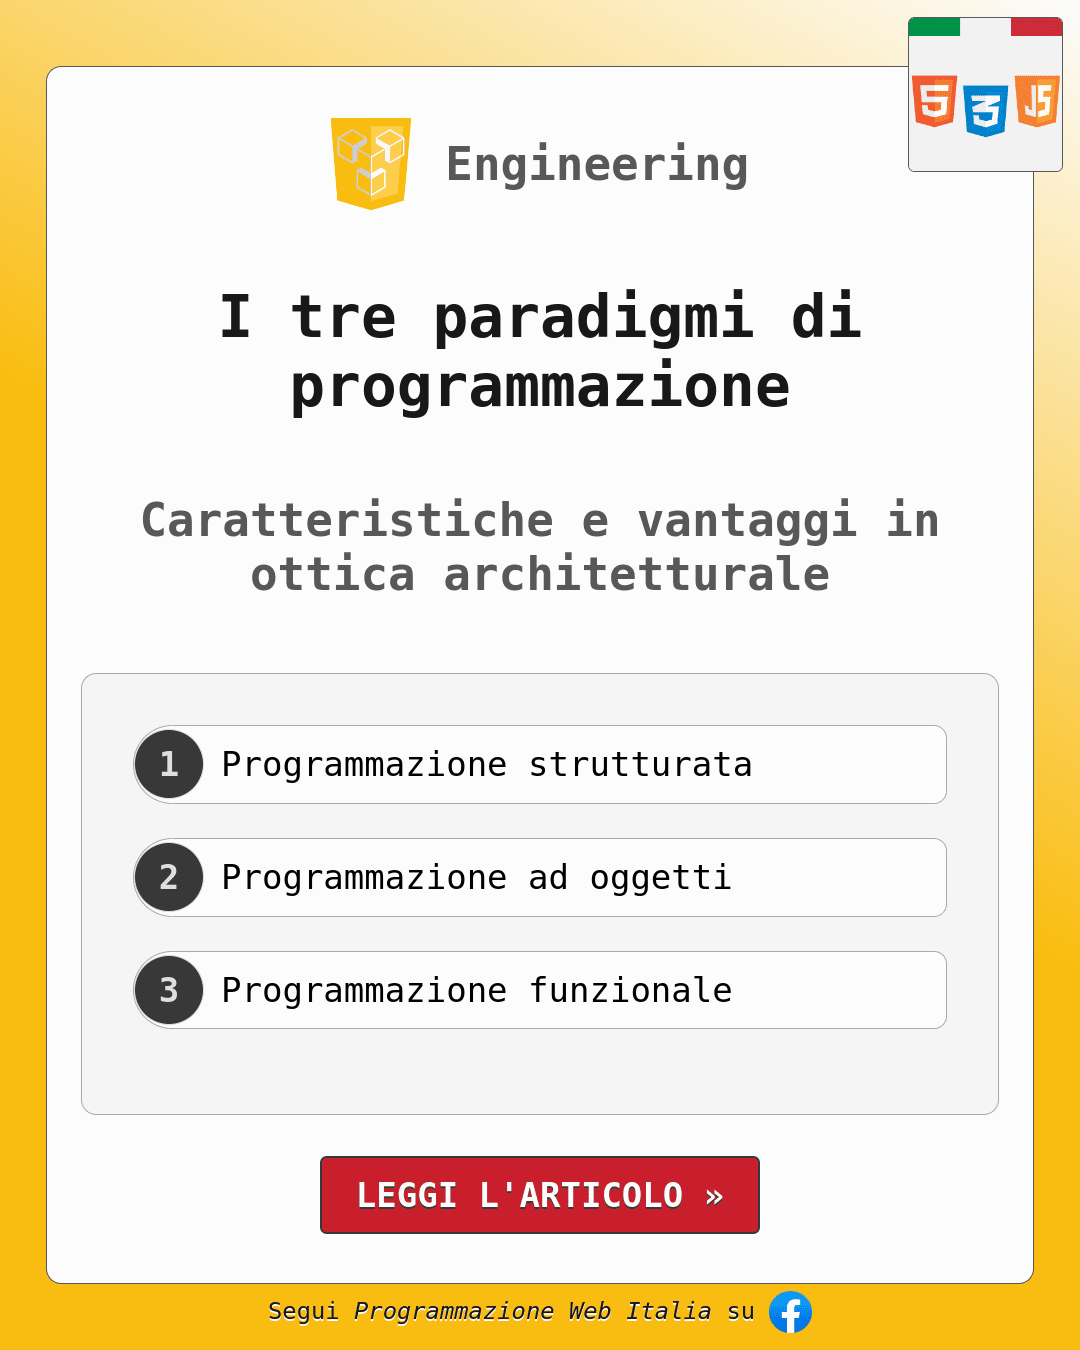 5 3 JS
Engineering
I tre paradigmi di
programmazione
Caratteristiche e vantaggi in
ottica architetturale
1 Programmazione strutturata
2 Programmazione ad oggetti
3 Programmazione funzionale
LEGGI L'ARTICOLO »
Segui Programmazione Web Italia su